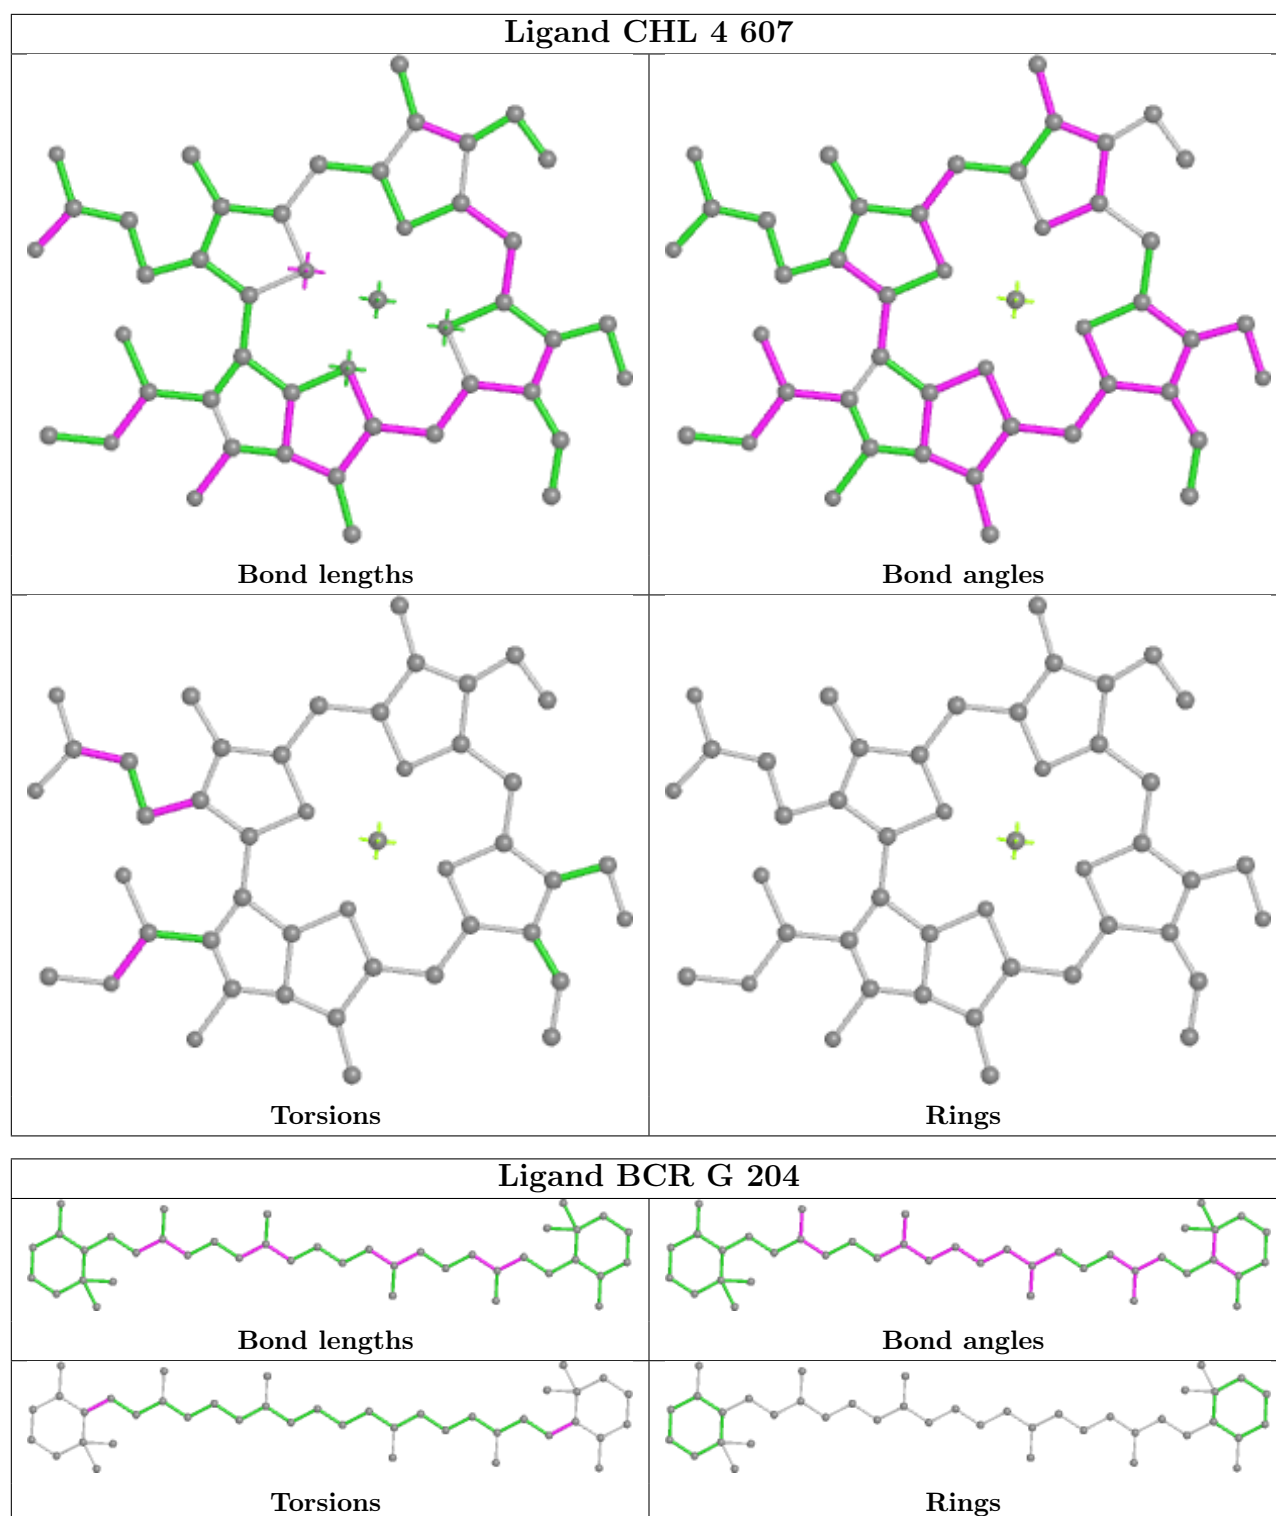 Ligand CHL 4 607
Bond lengths
Bond angles
Torsions
Rings
Ligand BCR G 204
Bond lengths
Bond angles
Torsions
Rings